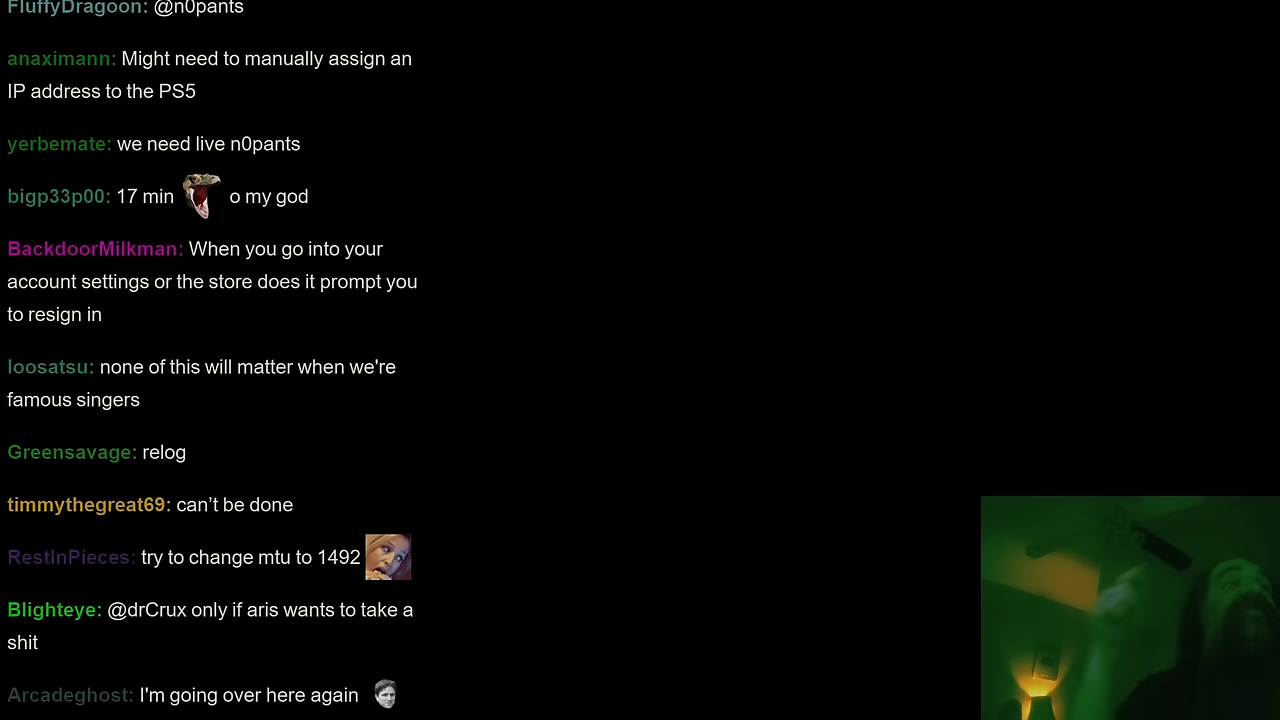 FluffyDragoon: @n0pants
anaximann: Might need to manually assign an
IP address to the PS5
yerbemate: we need live n0pants
bigp33p00: 17 min o my god
BackdoorMilkman: When you go into your
account settings or the store does it prompt you
to resign in
loosatsu: none of this will matter when we're
famous singers
Greensavage: relog
timmythegreat69: can’t be done
RestInPieces: try to change mtu to 1492
Blighteye: @drCrux only if aris wants to take a
shit
Arcadeghost: I'm going over here again